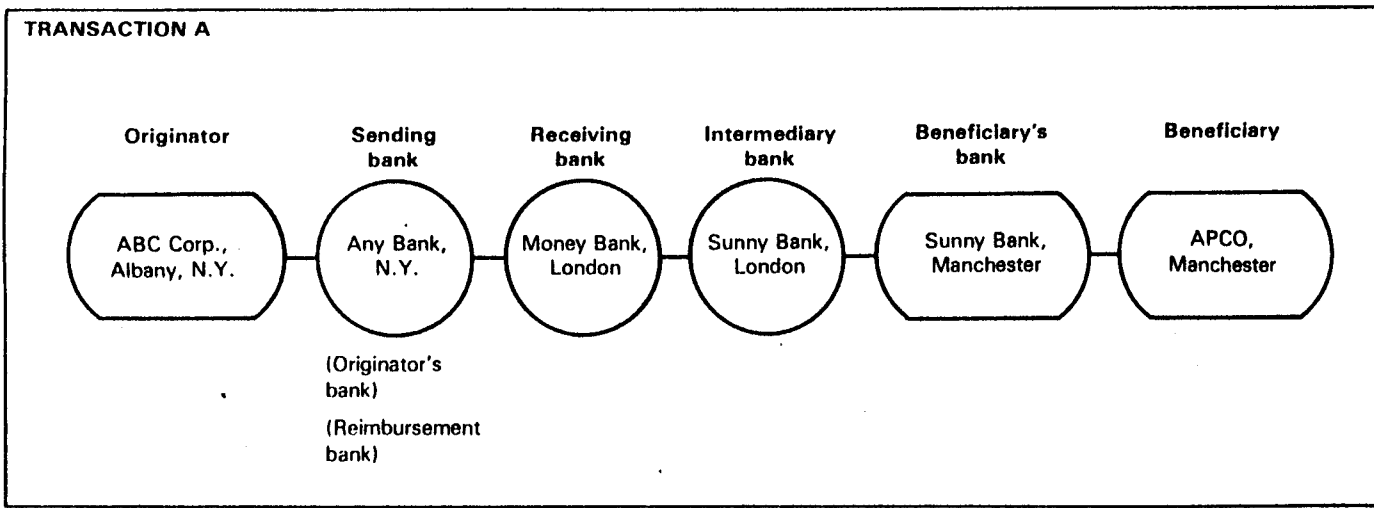 TRANSACTION A
Originator
Sending
bank
Receiving
bank
Intermediary
bank
Beneficiary's
bank
Beneficiary
ABC Corp.,
Albany, N.Y.
Any Bank,
N.Y.
Money Bank,
London
Sunny Bank,
London
Sunny Bank,
Manchester
APCO,
Manchester
(Originator's
bank)
(Reimbursement
bank)